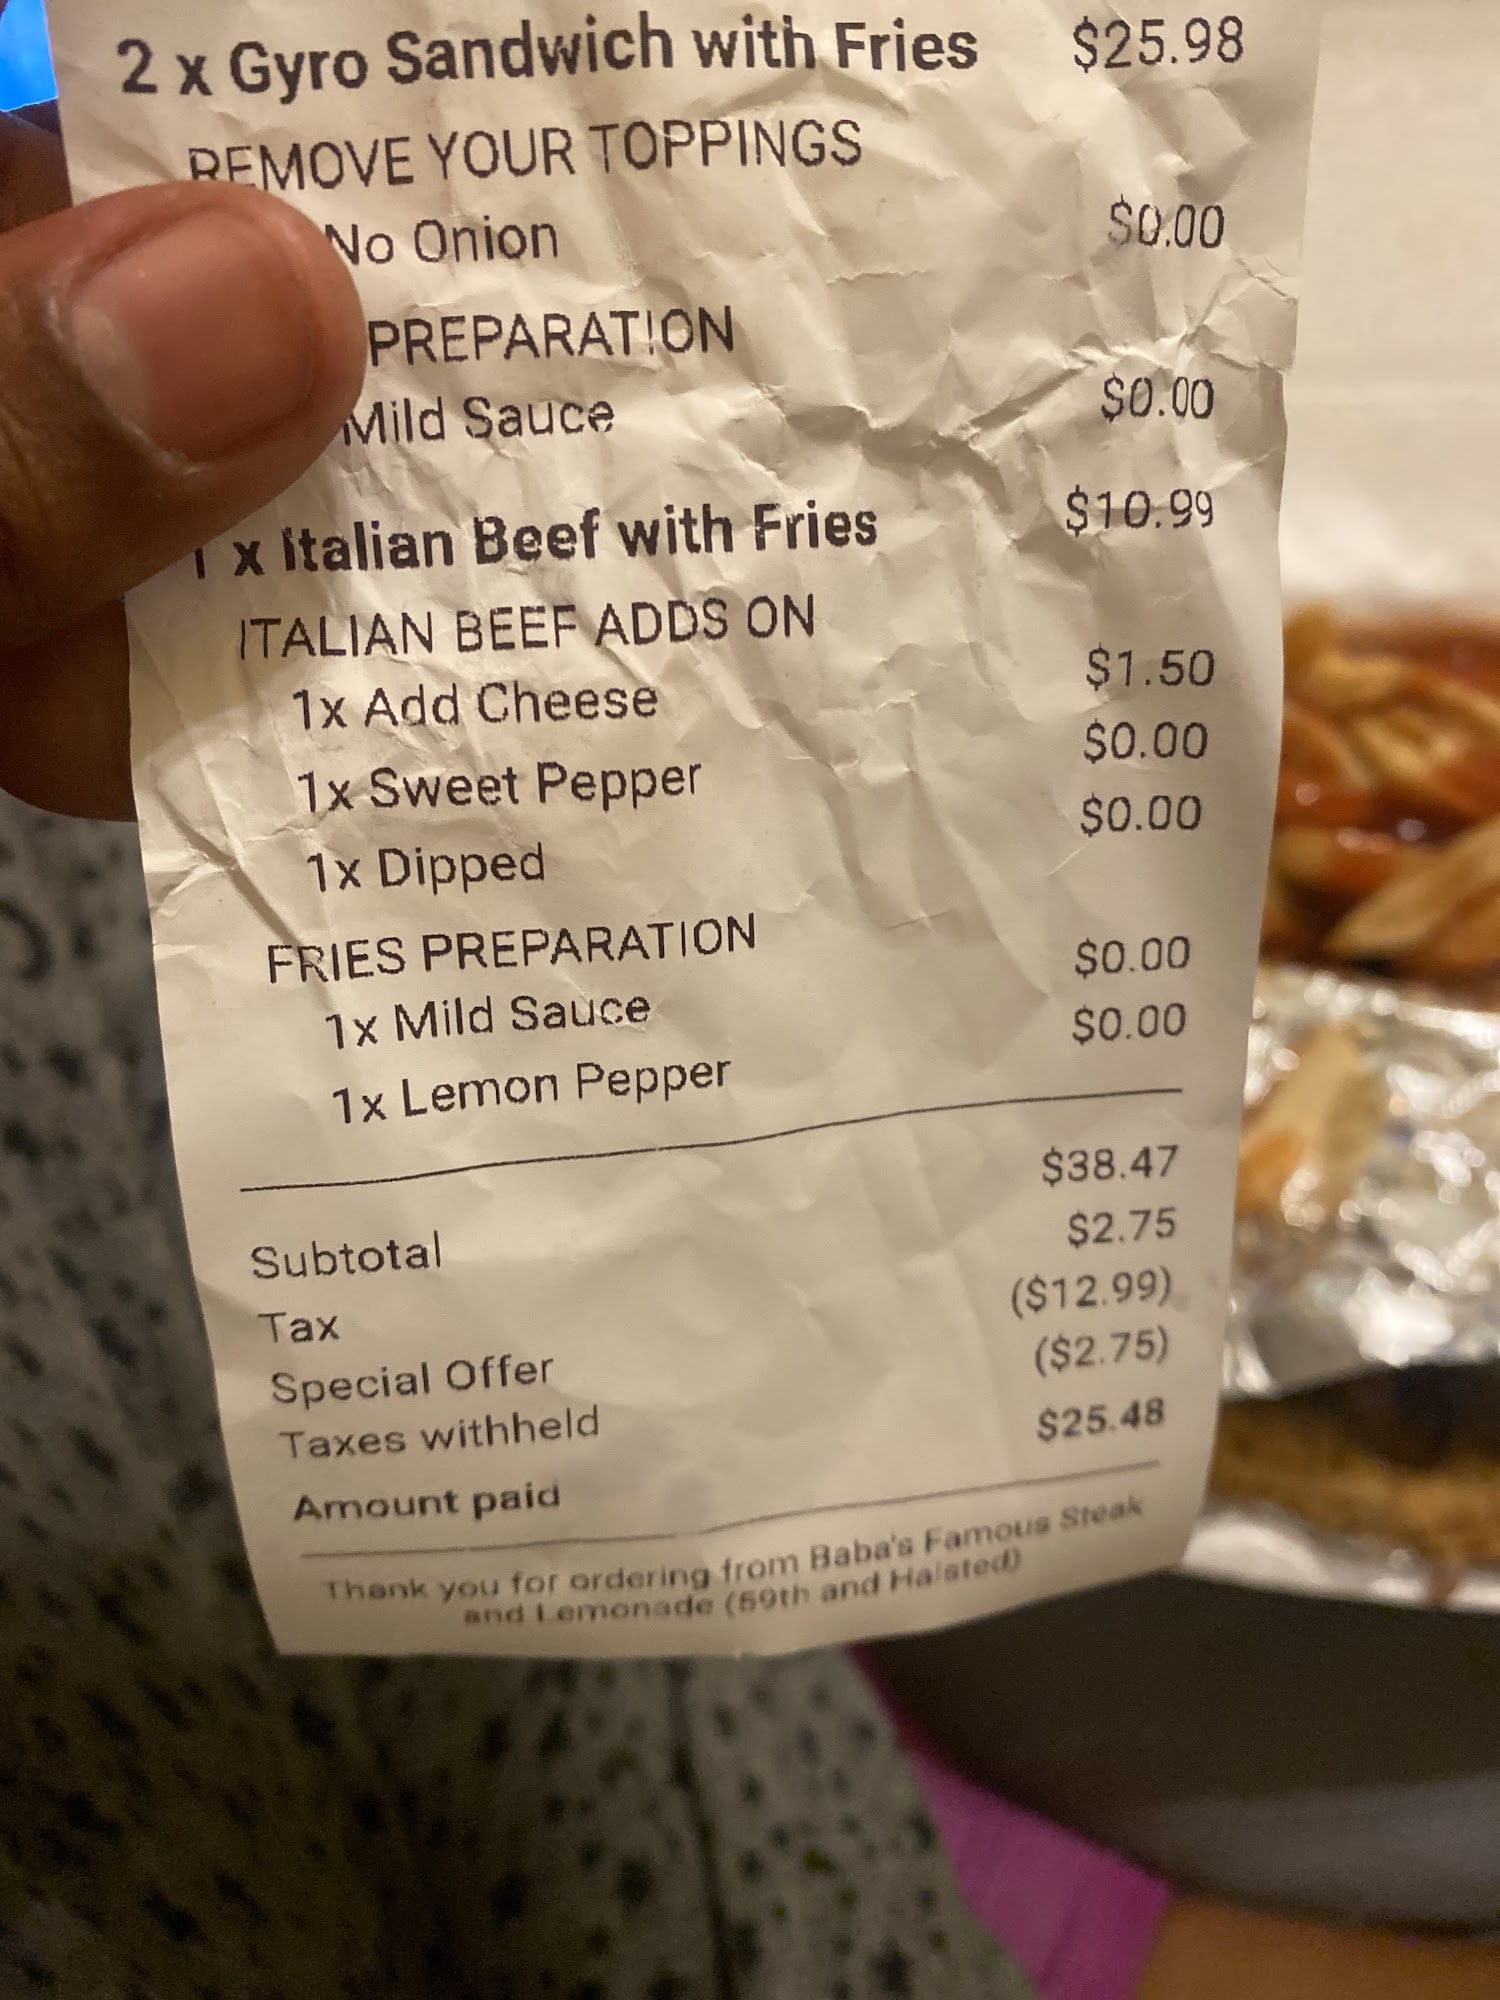 2 x Gyro Sandwich with Fries $25.98
REMOVE YOUR TOPPINGS
No Onion $0.00
PREPARATION
Mild Sauce $0.00
1 x Italian Beef with Fries $10.99
ITALIAN BEEF ADDS ON
1x Add Cheese $1.50
1x Sweet Pepper $0.00
1x Dipped $0.00
FRIES PREPARATION
1x Mild Sauce $0.00
1x Lemon Pepper $0.00
Subtotal $38.47
Tax $2.75
Special Offer ($12.99)
Taxes withheld ($2.75)
Amount paid $25.48
Thank you for ordering from Baba's Famous Steak
and Lemonade (59th and Halsted)